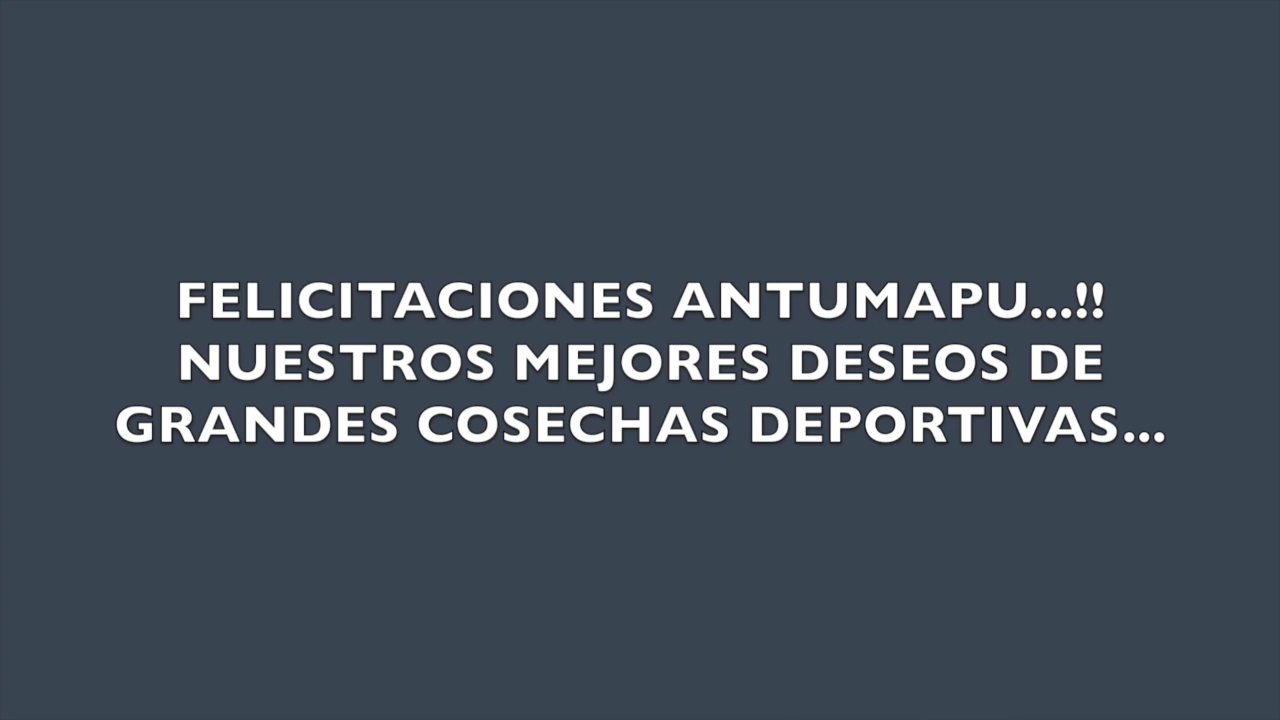 FELICITACIONES ANTUMAPU...!!
NUESTROS MEJORES DESEOS DE
GRANDES COSECHAS DEPORTIVAS...